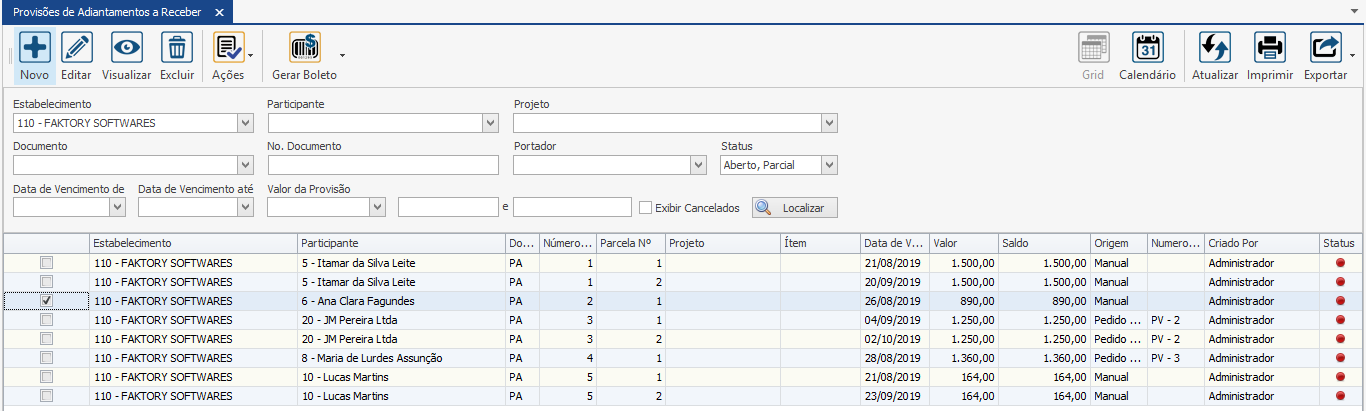 Provisões de Adiantamentos a Receber
Novo Editar Visualizar Excluir Ações Gerar Boleto Grid 31 Calendário Atualizar Imprimir Exportar
Estabelecimento Participante Projeto
110 - FAKTORY SOFTWARES
Documento No. Documento Portador Status
Aberto, Parcial
Data de Vencimento de Data de Vencimento até Valor da Provisão
e Exibir Cancelados Localizar
Estabelecimento Participante Do... Número... Parcela Nº Projeto Ítem Data de V... Valor Saldo Origem Numero... Criado Por Status
110 - FAKTORY SOFTWARES 5 - Itamar da Silva Leite PA 1 1 21/08/2019 1.500,00 1.500,00 Manual Administrador
110 - FAKTORY SOFTWARES 5 - Itamar da Silva Leite PA 1 2 20/09/2019 1.500,00 1.500,00 Manual Administrador
110 - FAKTORY SOFTWARES 6 - Ana Clara Fagundes PA 2 1 26/08/2019 890,00 890,00 Manual Administrador
110 - FAKTORY SOFTWARES 20 - JM Pereira Ltda PA 3 1 04/09/2019 1.250,00 1.250,00 Pedido ... PV - 2 Administrador
110 - FAKTORY SOFTWARES 20 - JM Pereira Ltda PA 3 2 02/10/2019 1.250,00 1.250,00 Pedido ... PV - 2 Administrador
110 - FAKTORY SOFTWARES 8 - Maria de Lurdes Assunção PA 4 1 28/08/2019 1.360,00 1.360,00 Pedido ... PV - 3 Administrador
110 - FAKTORY SOFTWARES 10 - Lucas Martins PA 5 1 21/08/2019 164,00 164,00 Manual Administrador
110 - FAKTORY SOFTWARES 10 - Lucas Martins PA 5 2 23/09/2019 164,00 164,00 Manual Administrador